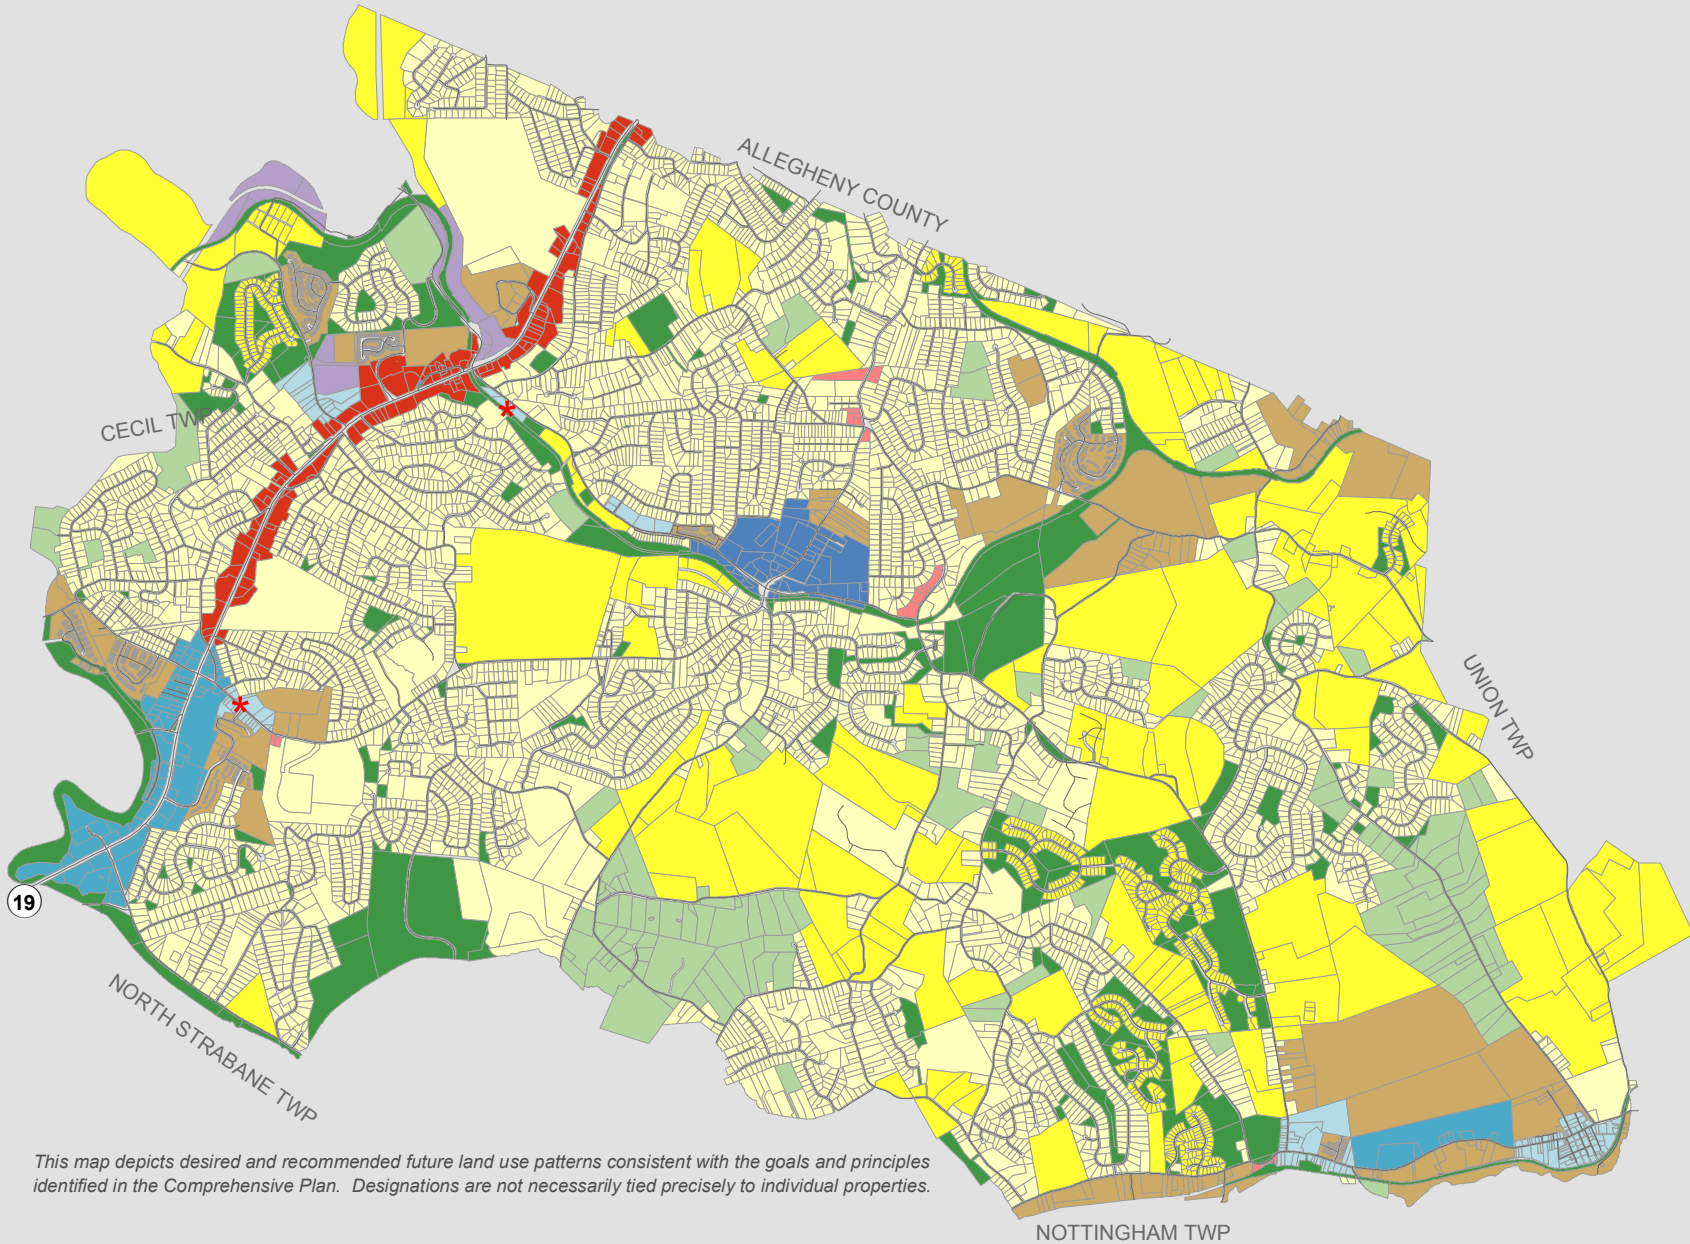 ALLEGHENY COUNTY
CECIL TWP
*
*
UNION TWP
19
NORTH STRABANE TWP
This map depicts desired and recommended future land use patterns consistent with the goals and principles
identified in the Comprehensive Plan. Designations are not necessarily tied precisely to individual properties.
NOTTINGHAM TWP